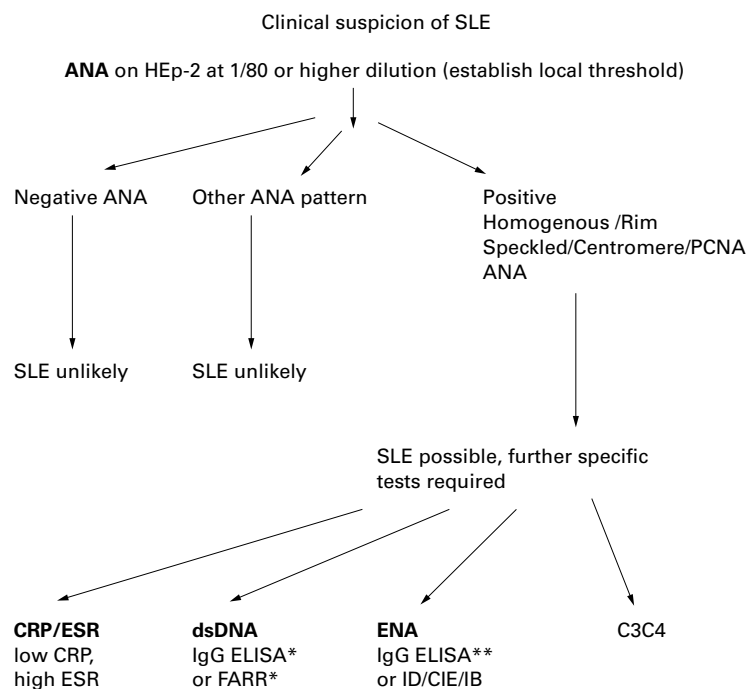 Clinical suspicion of SLE
ANA on HEp-2 at 1/80 or higher dilution (establish local threshold)
Negative ANA
Other ANA pattern
Positive
Homogenous /Rim
Speckled/Centromere/PCNA
ANA
SLE unlikely
SLE unlikely
SLE possible, further specific
tests required
CRP/ESR
low CRP,
high ESR
dsDNA
IgG ELISA*
or FARR*
ENA
IgG ELISA**
or ID/CIE/IB
C3C4